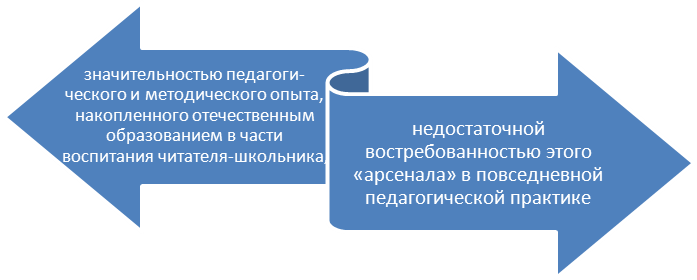 значительностью педагоги-
ческого и методического опыта,
накопленного отечественным
образованием в части
воспитания читателя-школьника,
недостаточной
востребованностью этого
«арсенала» в повседневной
педагогической практике